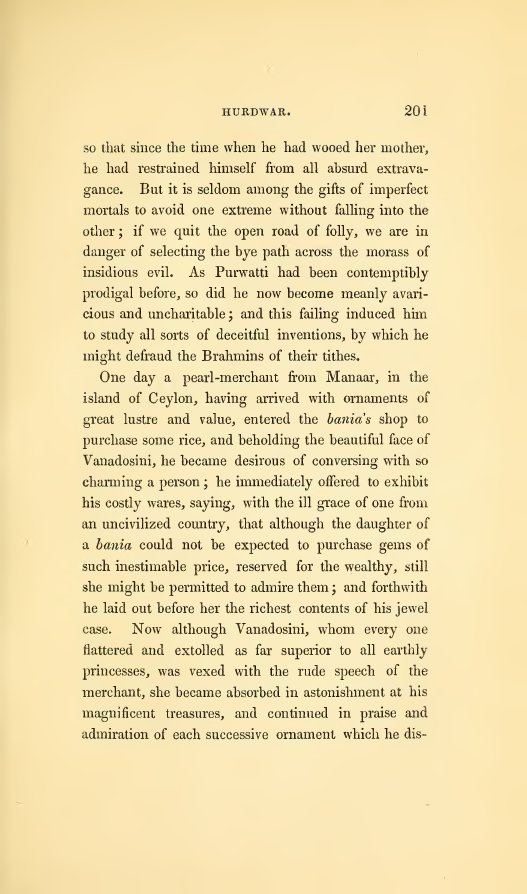 HURDWAR. 201
so that since the time when he had wooed her mother,
he had restrained himself from all absurd extrava-
gance. But it is seldom among the gifts of imperfect
mortals to avoid one extreme without falling into the
other ; if we quit the open road of folly, we are in
danger of selecting the bye path across the morass of
insidious evil. As Purwatti had been contemptibly
prodigal before, so did he now become meanly avari-
cious and uncharitable ; and this failing induced him
to study all sorts of deceitful inventions, by which he
might defraud the Brahmins of their tithes.
One day a pearl-merchant from Manaar, in the
island of Ceylon, having arrived with ornaments of
great lustre and value, entered the bania's shop to
purchase some rice, and beholding the beautiful face of
Vanadosini, he became desirous of conversing with so
charming a person ; he immediately offered to exhibit
his costly wares, saying, with the ill grace of one from
an uncivilized country, that although the daughter of
a bania could not be expected to purchase gems of
such inestimable price, reserved for the wealthy, still
she might be permitted to admire them ; and forthwith
he laid out before her the richest contents of his jewel
case. Now although Vanadosini, whom every one
flattered and extolled as far superior to all earthly
princesses, was vexed with the rude speech of the
merchant, she became absorbed in astonishment at his
magnificent treasures, and continued in praise and
admiration of each successive ornament which he dis-